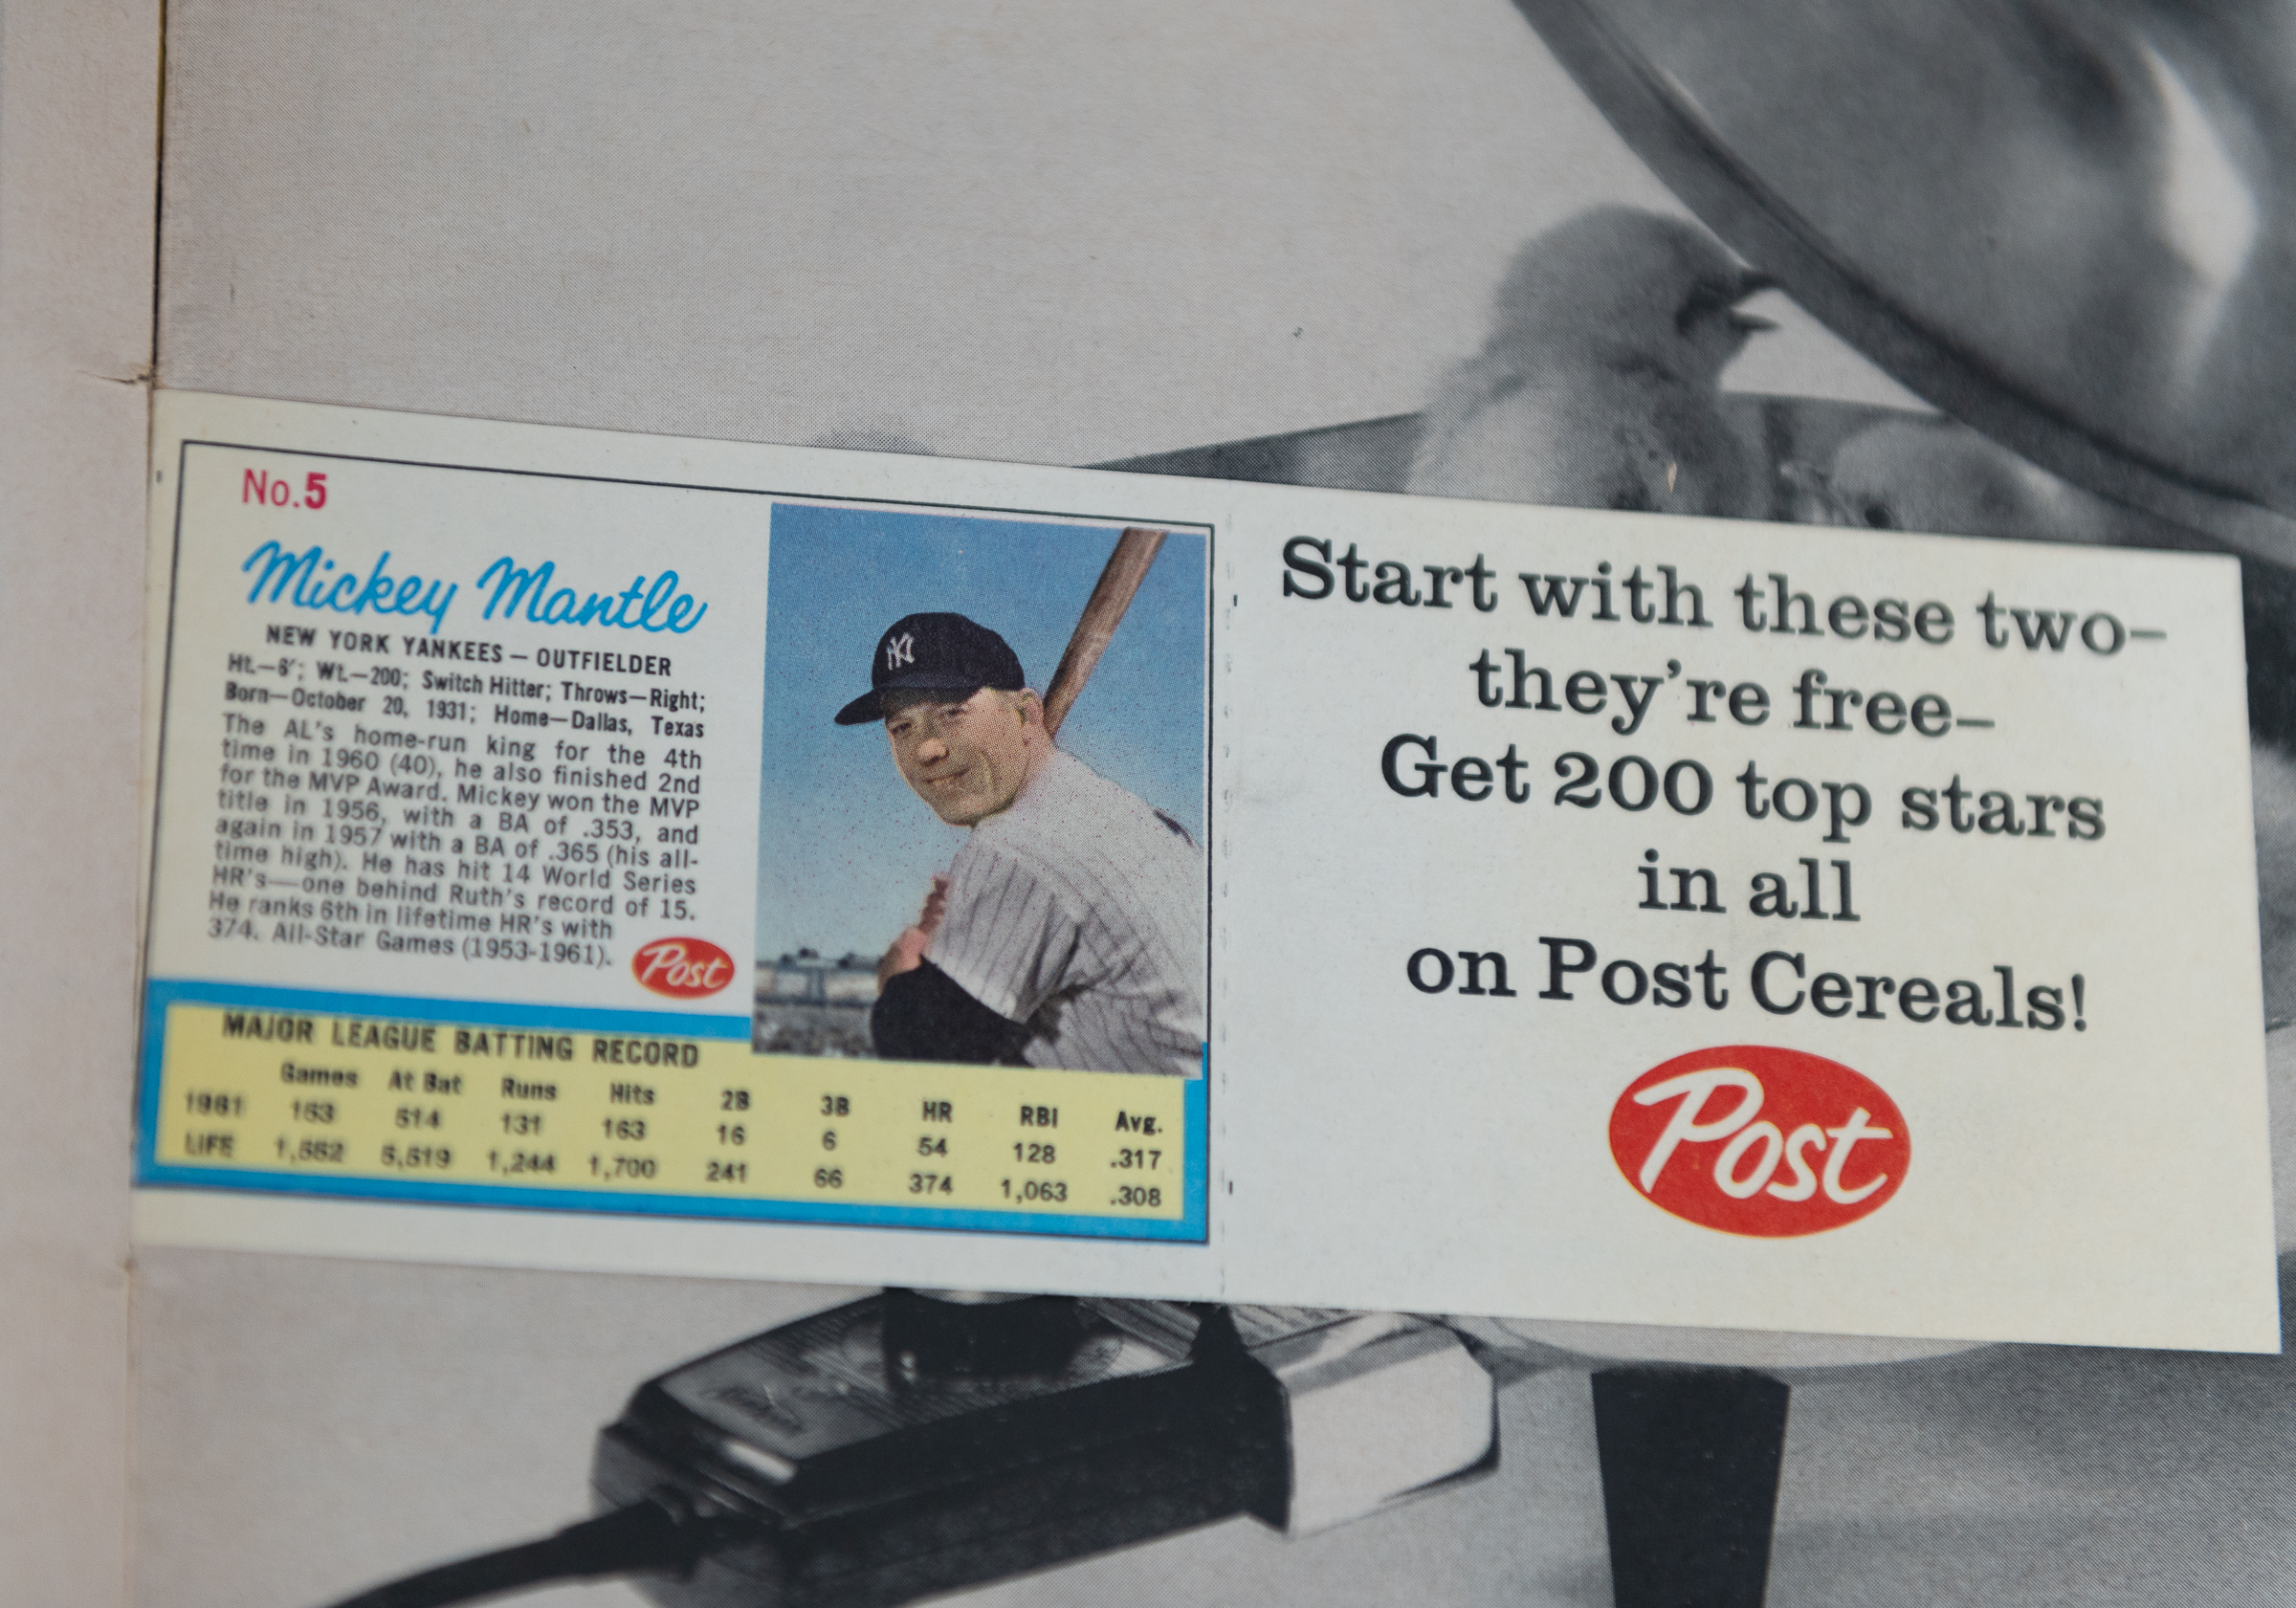 No.5
Mickey Mantle
NEW YORK YANKEES – OUTFIELDER
Ht.—6'; Wt.—200; Switch Hitter; Throws—Right;
Born—October 20, 1931; Home—Dallas, Texas
The AL's home-run king for the 4th
time in 1960 (40), he also finished 2nd
for the MVP Award. Mickey won the MVP
title in 1956, with a BA of .353, and
again in 1957 with a BA of .365 (his all-
time high). He has hit 14 World Series
HR's—one behind Ruth's record of 15.
He ranks 6th in lifetime HR's with
374. All-Star Games (1953-1961).
Post
NY
MAJOR LEAGUE BATTING RECORD
Games At Bat Runs Hits 2B 3B HR RBI Avg.
1961 153 514 131 163 16 6 54 128 .317
LIFE 1,552 5,519 1,244 1,700 241 66 374 1,063 .308
Start with these two–
they're free–
Get 200 top stars
in all
on Post Cereals!
Post